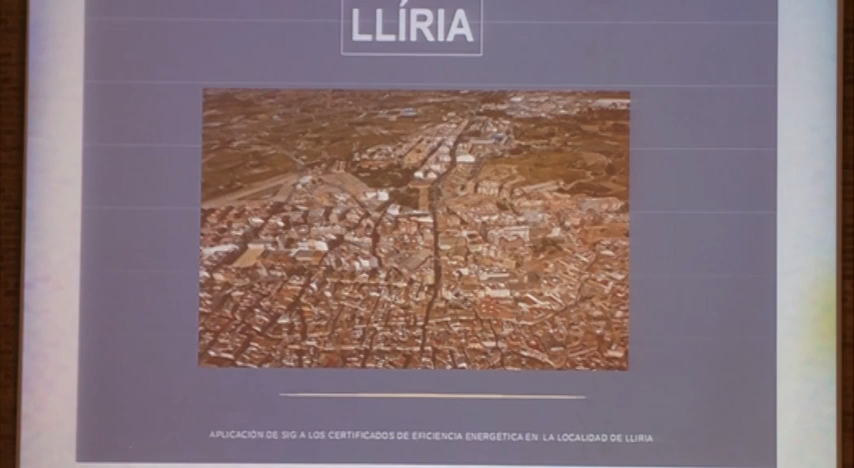 LLÍRIA
APLICACIÓN DE SIG A LOS CERTIFICADOS DE EFICIENCIA ENERGÉTICA EN LA LOCALIDAD DE LLIRIA